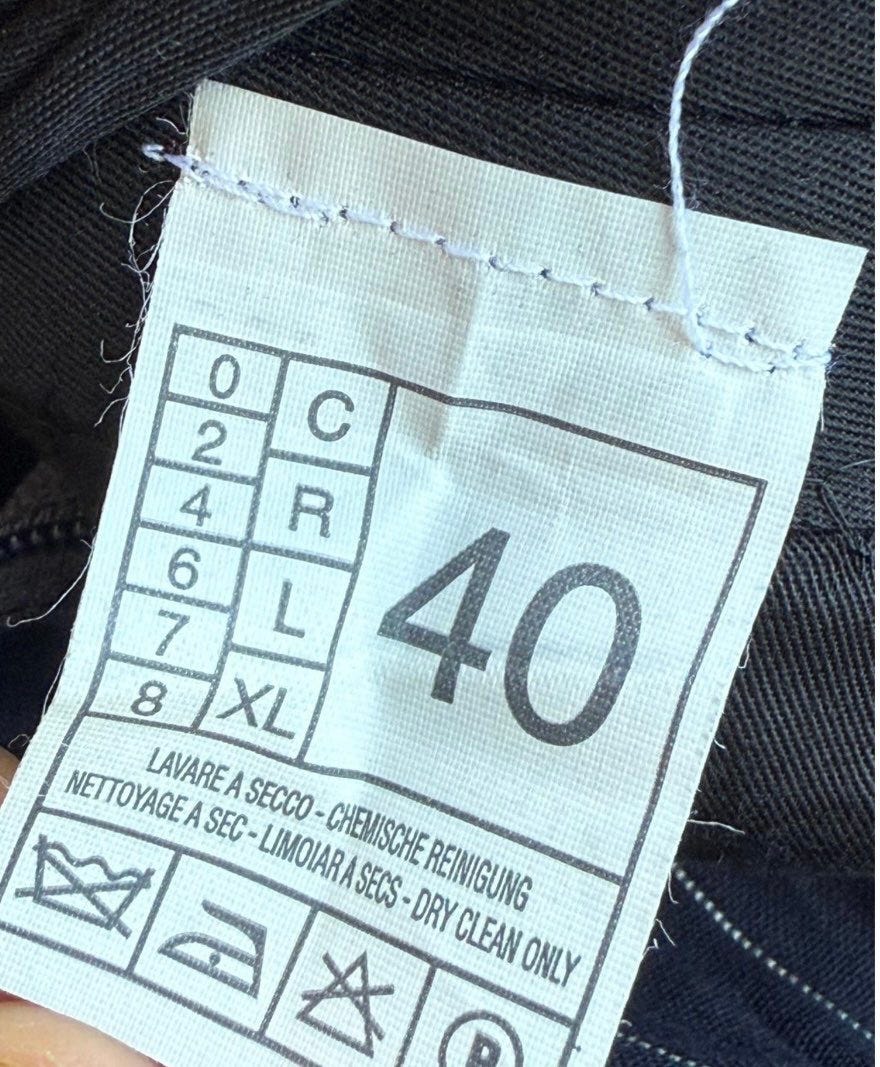 0
2
4
6
7
8
C
R
L
XL
40
LAVARE A SECCO - CHEMISCHE REINIGUNG
NETTOYAGE A SEC - LIMOIAR A SECS - DRY CLEAN ONLY
P